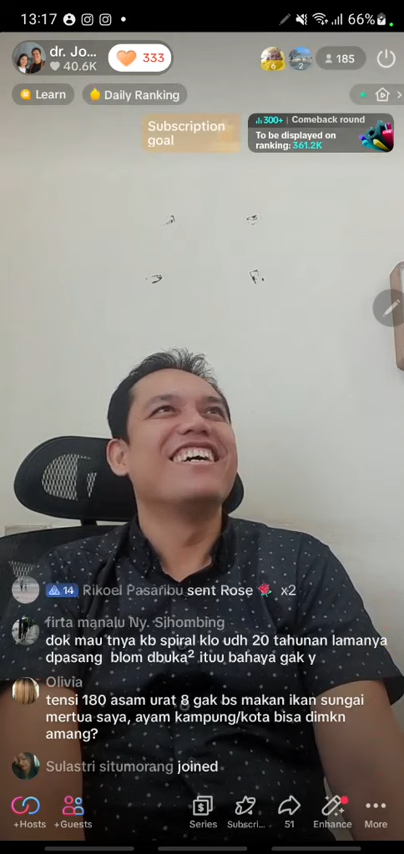 13:17
66%
dr. Jo...
40.6K
333
6
2
185
Learn
Daily Ranking
Subscription
goal
300+ | Comeback round
To be displayed on
ranking: 361.2K
14 Rikoel Pasaribu sent Rose x2
firta manalu Ny. Sihombing
dok mau tnya kb spiral klo udh 20 tahunan lamanya
dpasang blom dbuka² ituu bahaya gak y
Olivia
tensi 180 asam urat 8 gak bs makan ikan sungai
mertua saya, ayam kampung/kota bisa dimkn
amang?
Sulastri situmorang joined
+Hosts
+Guests
Series
Subscri...
51
Enhance
More